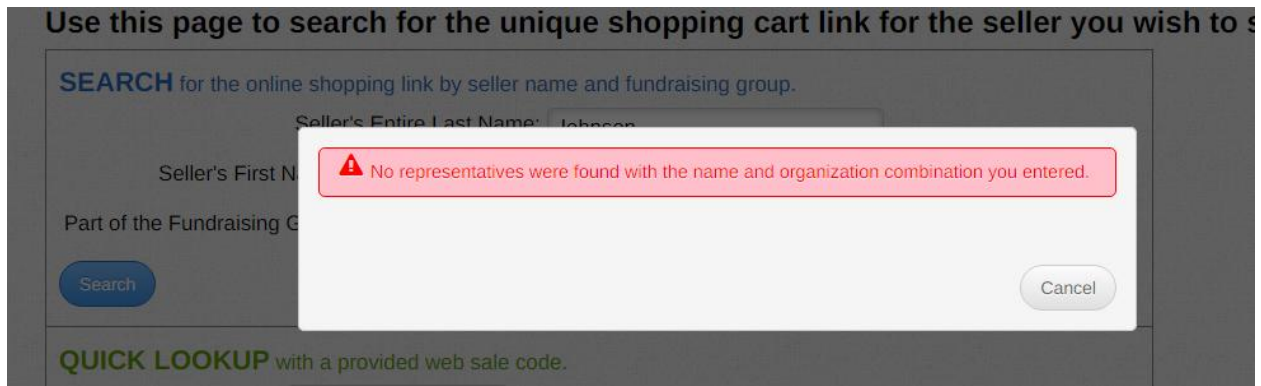 Use this page to search for the unique shopping cart link for the seller you wish to
SEARCH for the online shopping link by seller name and fundraising group.
Seller's Entire Last Name: Johnson
Seller's First
No representatives were found with the name and organization combination you entered.
Part of the Fundraising
Search
Cancel
QUICK LOOKUP with a provided web sale code.